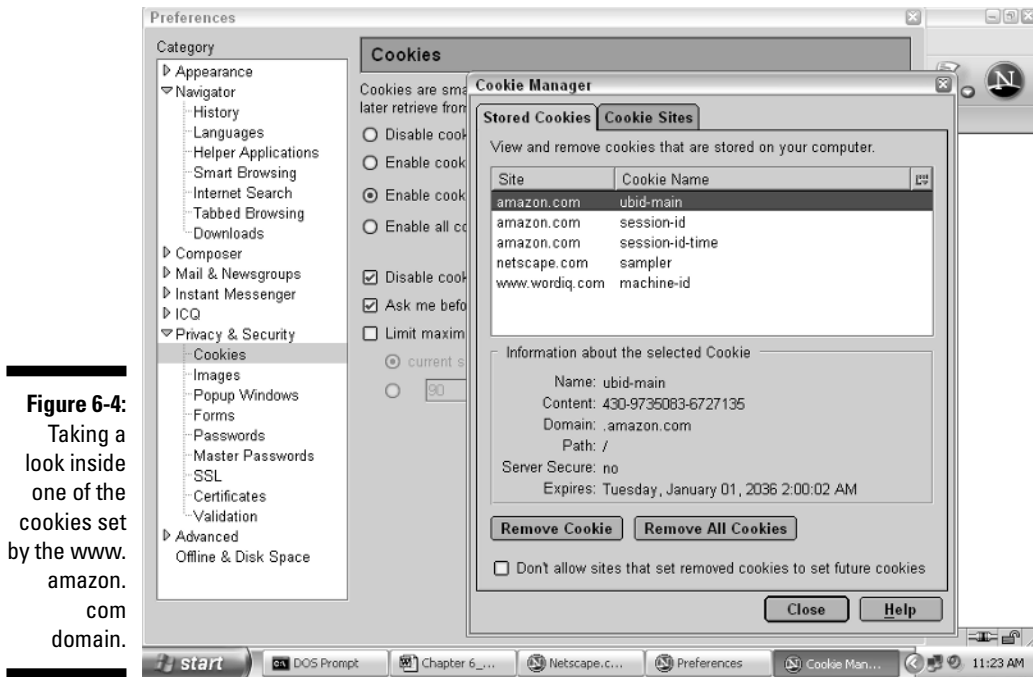 Preferences
Category
Appearance
Navigator
History
Languages
Helper Applications
Smart Browsing
Internet Search
Tabbed Browsing
Downloads
Composer
Mail & Newsgroups
Instant Messenger
ICQ
Privacy & Security
Cookies
Images
Popup Windows
Forms
Passwords
Master Passwords
SSL
Certificates
Validation
Advanced
Offline & Disk Space
Cookies
Cookies are sma
later retrieve from
Disable cook
Enable cook
Enable cook
Enable all co
Disable cook
Ask me befo
Limit maxim
current s
90
Cookie Manager
Stored Cookies Cookie Sites
View and remove cookies that are stored on your computer.
Site Cookie Name
amazon.com ubid-main
amazon.com session-id
amazon.com session-id-time
netscape.com sampler
www.wordiq.com machine-id
Information about the selected Cookie
Name: ubid-main
Content: 430-9735083-6727135
Domain: .amazon.com
Path: /
Server Secure: no
Expires: Tuesday, January 01, 2036 2:00:02 AM
Remove Cookie Remove All Cookies
Don't allow sites that set removed cookies to set future cookies
Close Help
N
start DOS Prompt Chapter 6_... Netscape.c... Preferences Cookie Man... 11:23 AM
Figure 6-4:
Taking a
look inside
one of the
cookies set
by the www.
amazon.
com
domain.